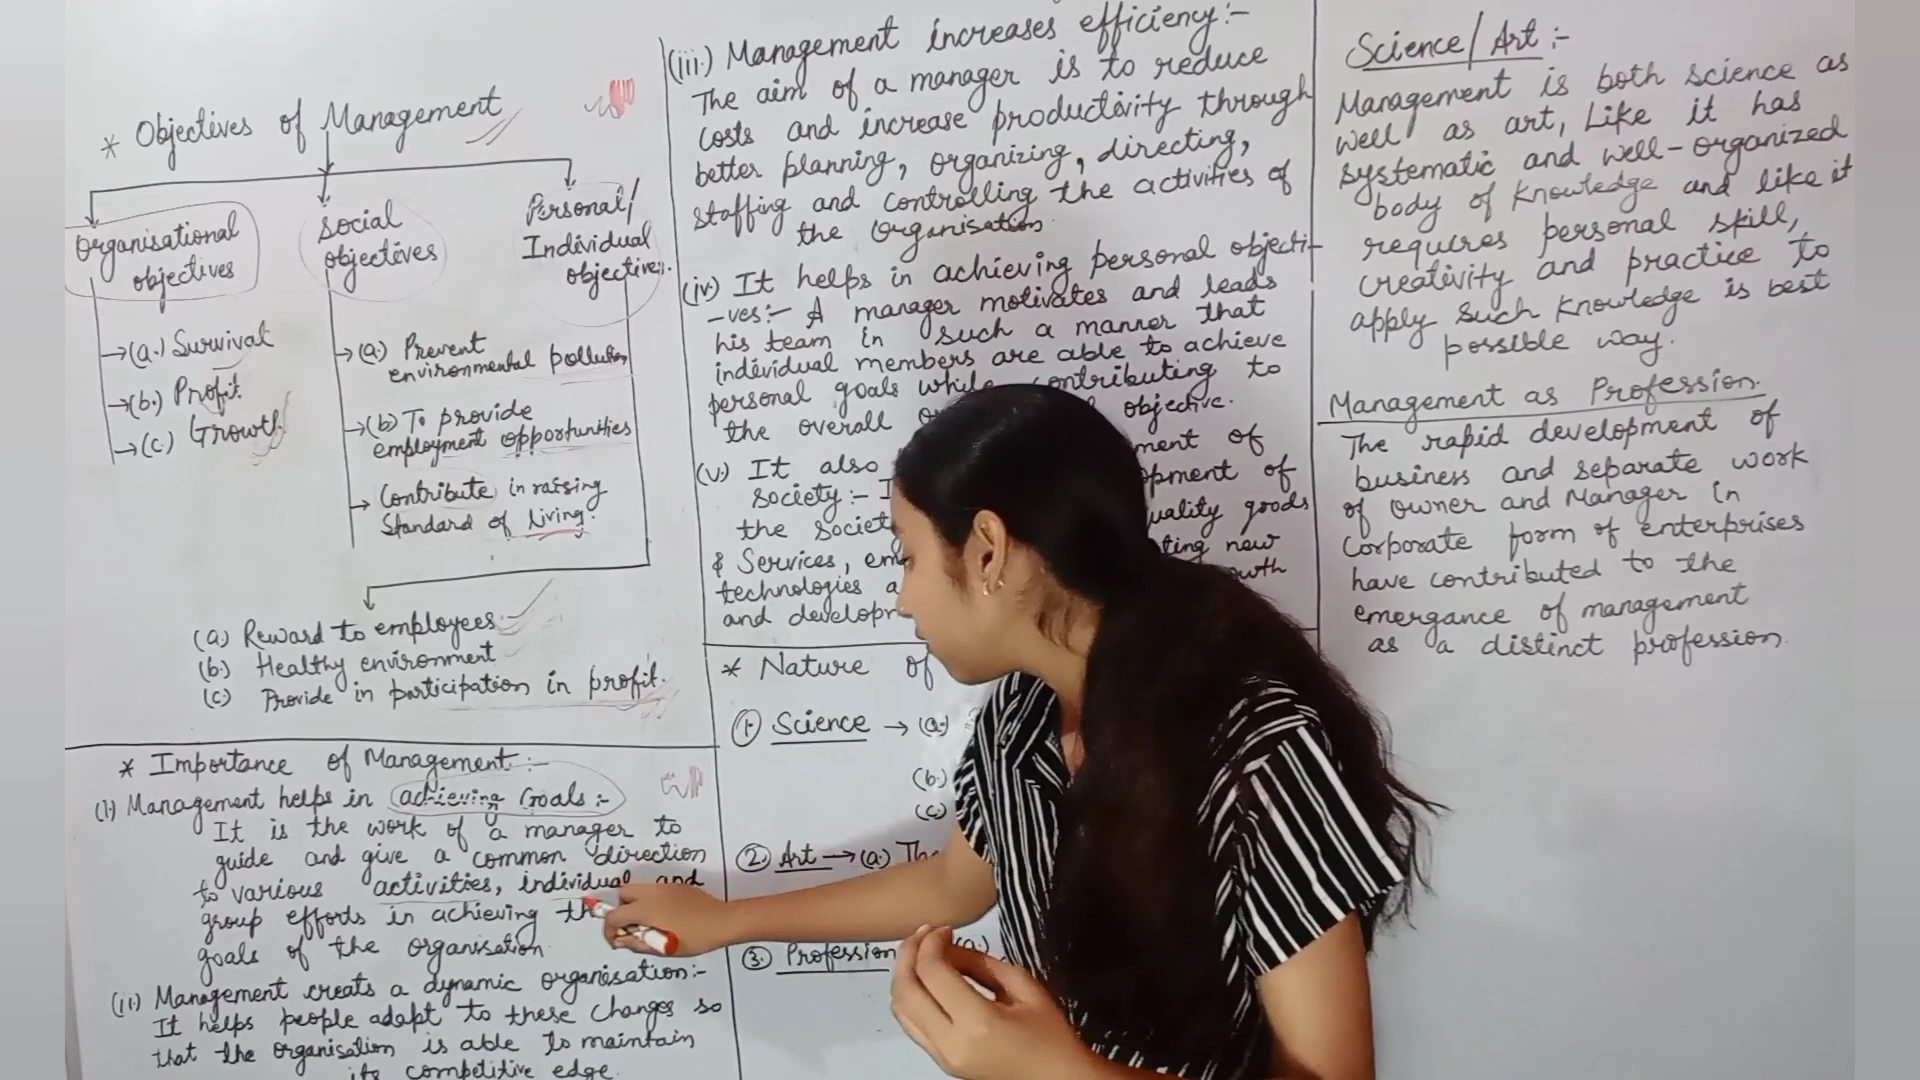 * Objectives of Management
Organisational
objectives
→(a.) Survival
→(b.) Profit
→(c.) Growth
Social
objectives
→(a.) Prevent
environmental pollution
→(b) To provide
employment opportunities
→ Contribute in raising
Standard of living.
Personal/
Individual
objectives.
(a) Reward to employees
(b) Healthy environment
(c) Provide in participation in profit.
* Importance of Management:-
(i.) Management helps in achieving Goals:-
It is the work of a manager to
guide and give a common direction
to various activities, individual and
group efforts in achieving
goals of the organisation.
(ii.) Management creats a dynamic organisation:-
It helps people adapt to these changes so
that the organisation is able to maintain
its competitive edge.
(iii.) Management increases efficiency:-
The aim of a manager is to reduce
costs and increase productivity through
better planning, organizing, directing,
staffing and controlling the activities of
the Organisation.
(iv.) It helps in achieving personal objecti-
-ves:- A manager motivates and leads
his team in such a manner that
individual members are able to achieve
personal goals while contributing to
the overall objective.
(v.) It also ment of
society:- opment of
the society uality goods
& Services, ting new
technologies owth
and
* Nature of
1. Science → (a.)
(b.)
(c)
2. Art → (a.)
3. Profession (a.)
Science/Art :-
Management is both science as
well as art, Like it has
systematic and well-organized
body of knowledge and like it
requires personal skill,
creativity and practice to
apply such knowledge is best
possible way.
Management as Profession.
The rapid development of
business and separate work
of owner and Manager in
Corporate form of enterprises
have contributed to the
emergance of management
as a distinct profession.